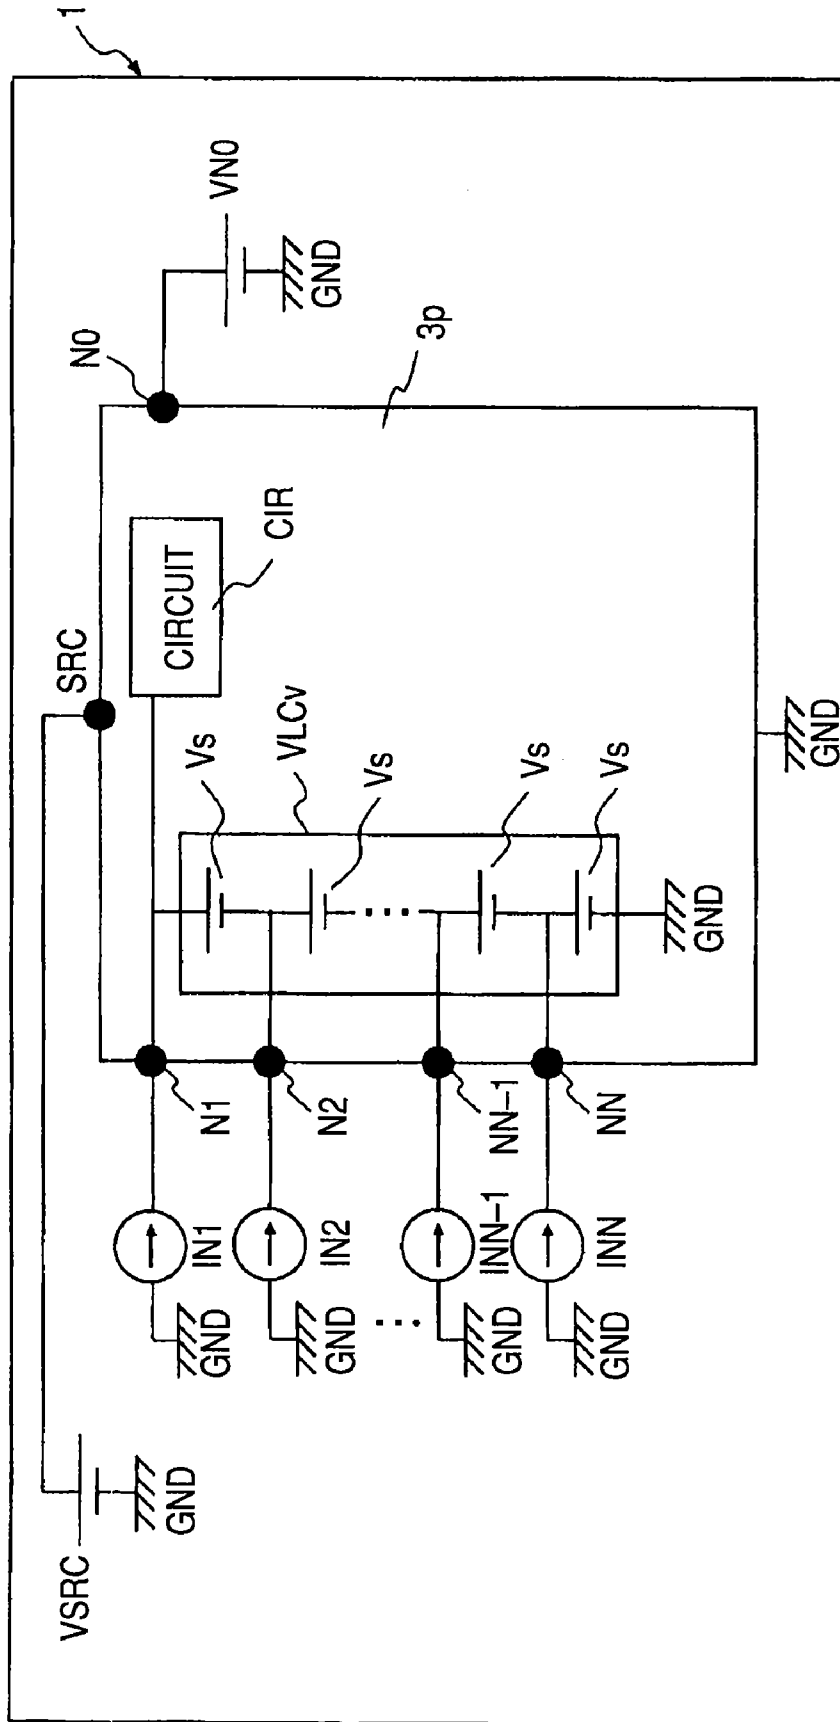 1
VSRC
GND
SRC
N0
VN0
GND
CIRCUIT
CIR
3p
Vs
VLCv
Vs
Vs
Vs
GND
GND
N1
N2
NN-1
NN
IN1
IN2
INN-1
INN
GND
GND
...
GND
GND
...